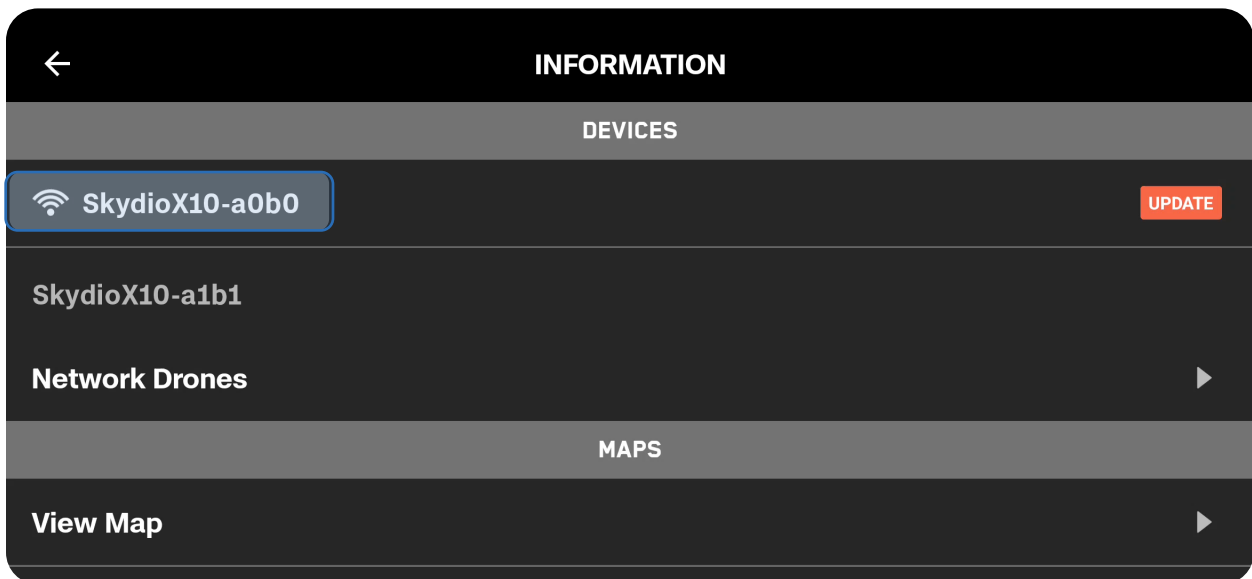 INFORMATION
DEVICES
SkydioX10-a0b0
UPDATE
SkydioX10-a1b1
Network Drones
MAPS
View Map